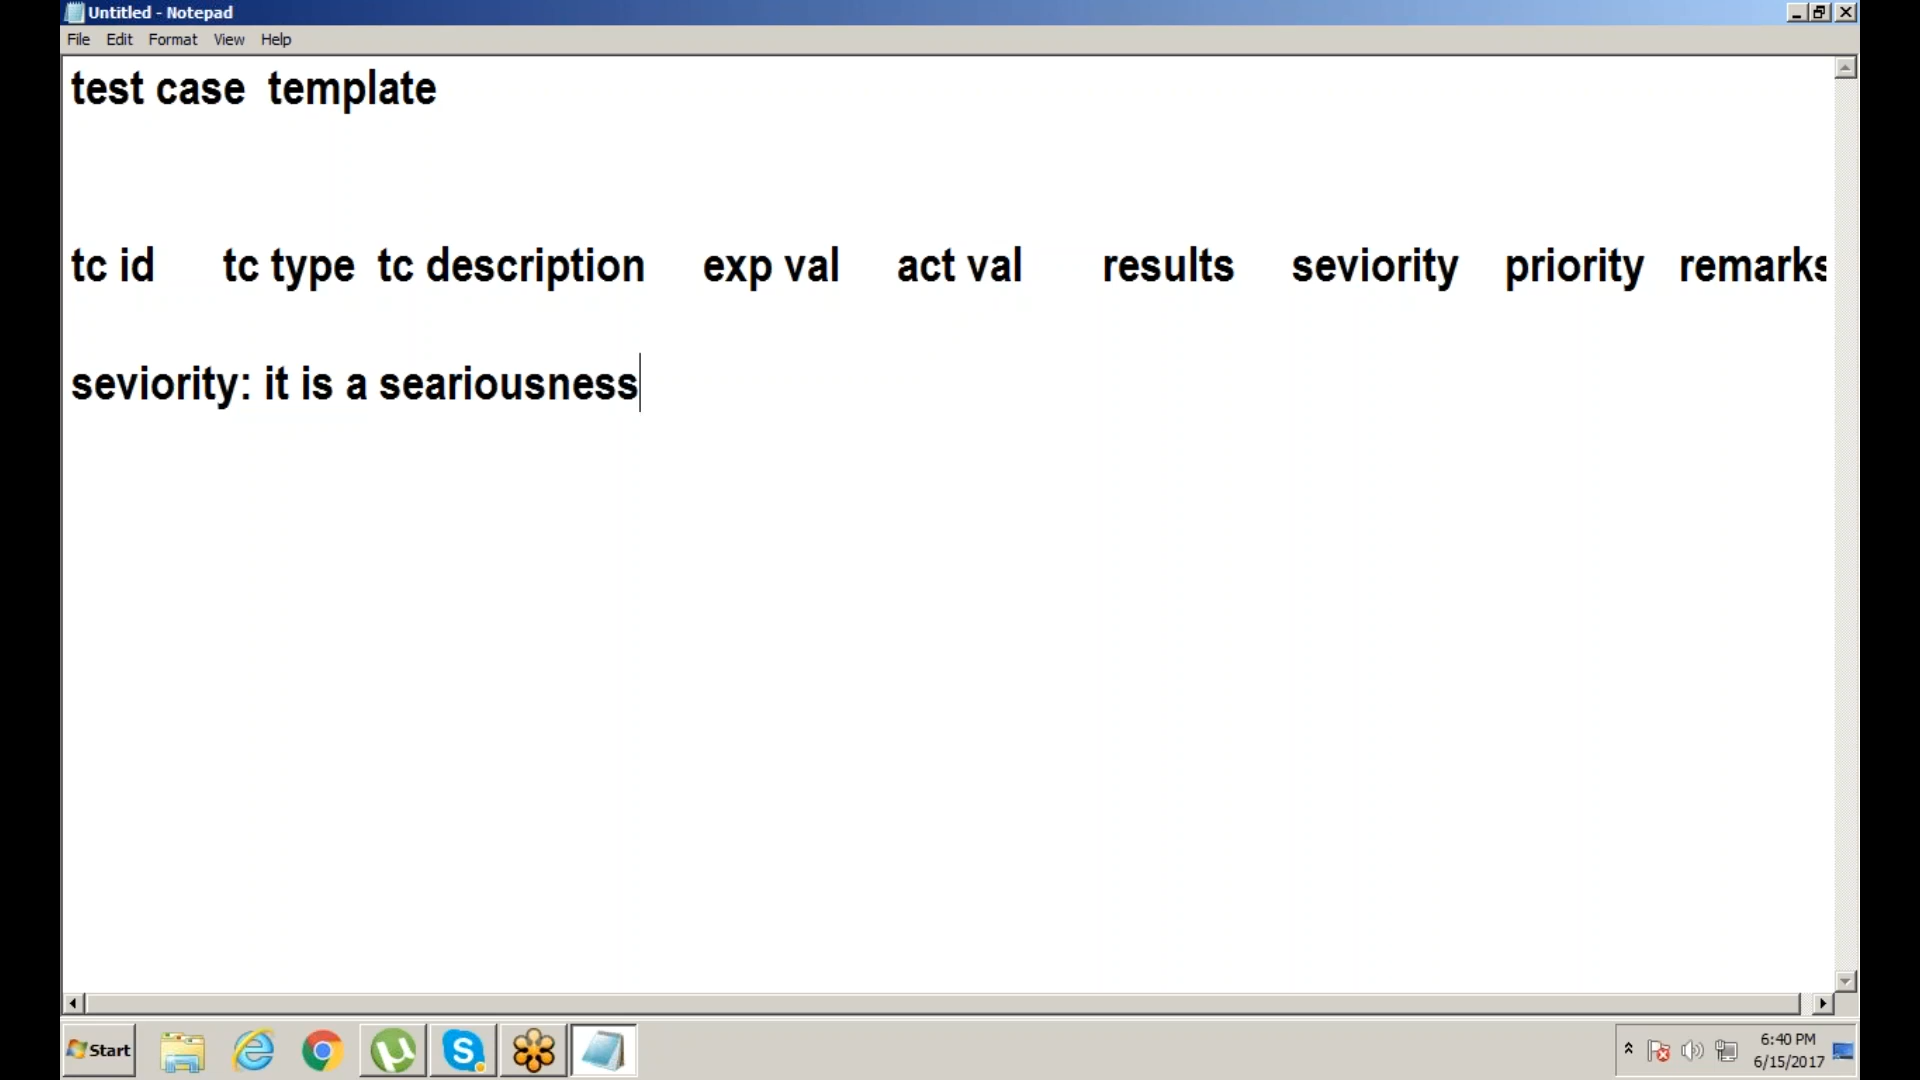 Untitled - Notepad
File Edit Format View Help
test case  template
tc id tc type tc description exp val act val results seviority priority remarks
seviority: it is a seariousness
Start
6:40 PM
6/15/2017